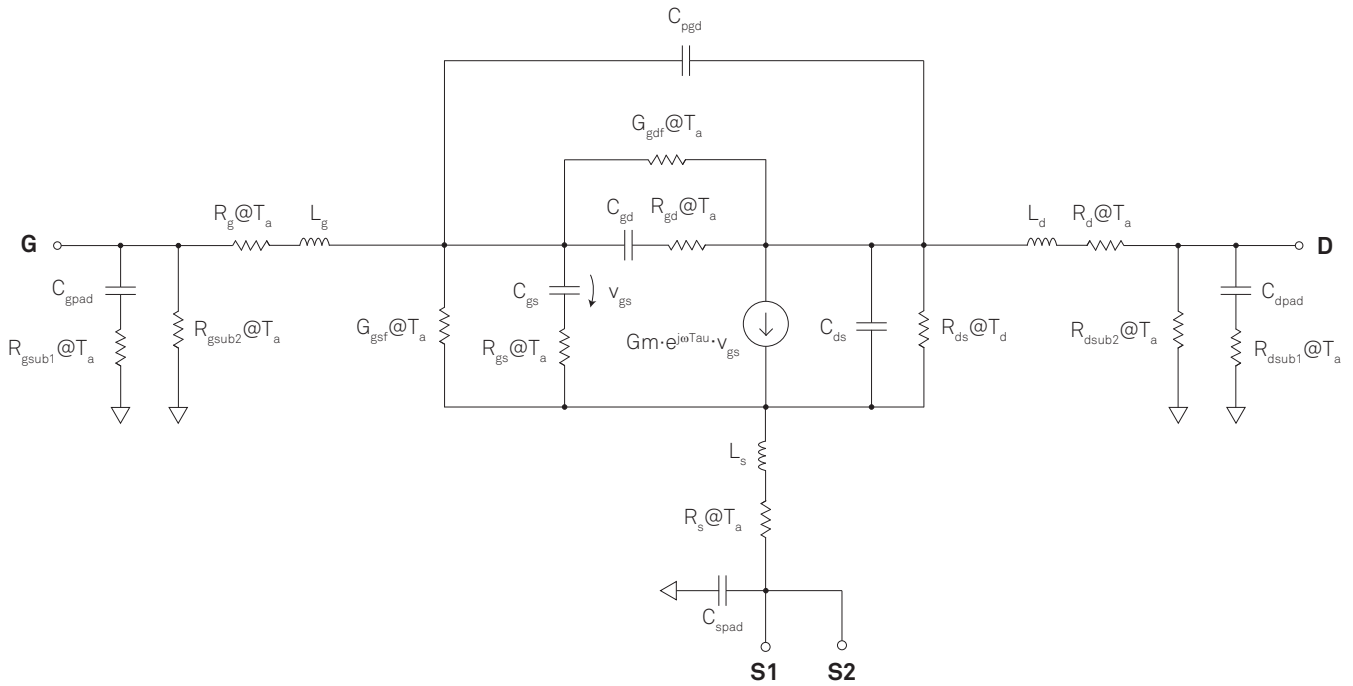 C_pgd
G_gdf@T_a
R_g@T_a
L_g
C_gd
R_gd@T_a
L_d
R_d@T_a
G
D
C_gpad
C_gs
v_gs
C_dpad
R_gsub1@T_a
R_gsub2@T_a
G_gsf@T_a
R_gs@T_a
Gm·e^jωTau·v_gs
C_ds
R_ds@T_d
R_dsub2@T_a
R_dsub1@T_a
L_s
R_s@T_a
C_spad
S1
S2